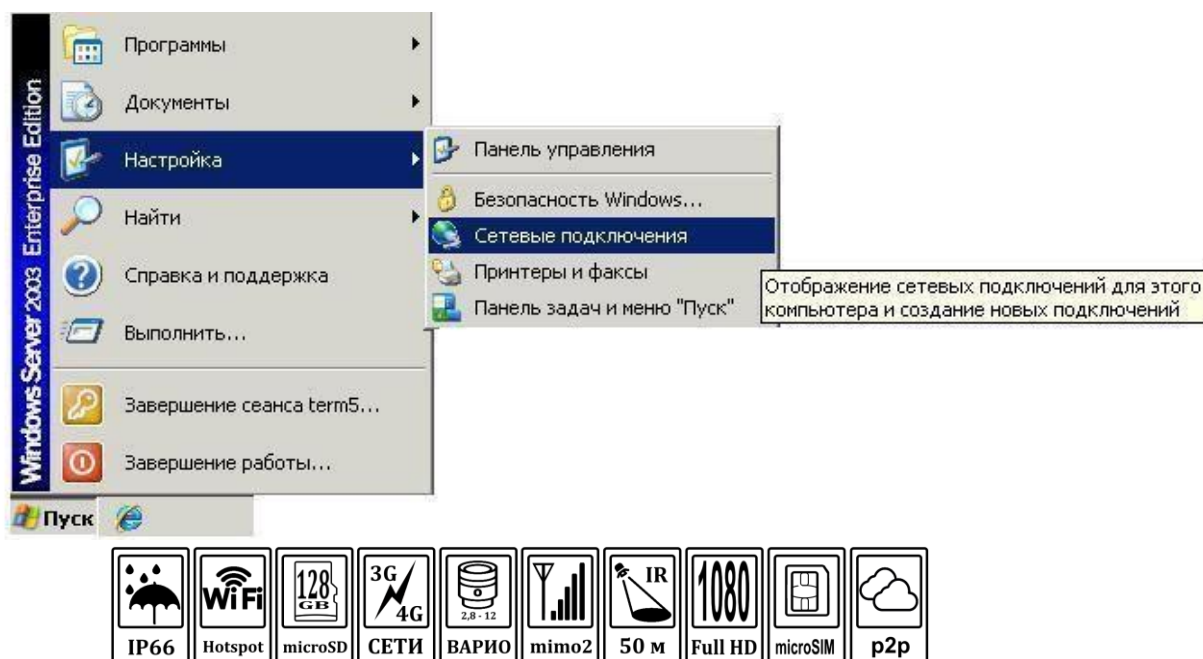 Windows Server 2003 Enterprise Edition
Программы
Документы
Настройка
Найти
Справка и поддержка
Выполнить...
Завершение сеанса term5...
Завершение работы...
Панель управления
Безопасность Windows...
Сетевые подключения
Принтеры и факсы
Панель задач и меню "Пуск"
Отображение сетевых подключений для этого
компьютера и создание новых подключений
Пуск
IP66
WiFi
Hotspot
128
GB
microSD
3G
4G
СЕТИ
2,8 - 12
ВАРИО
mimo2
IR
50 м
1080
Full HD
microSIM
p2p